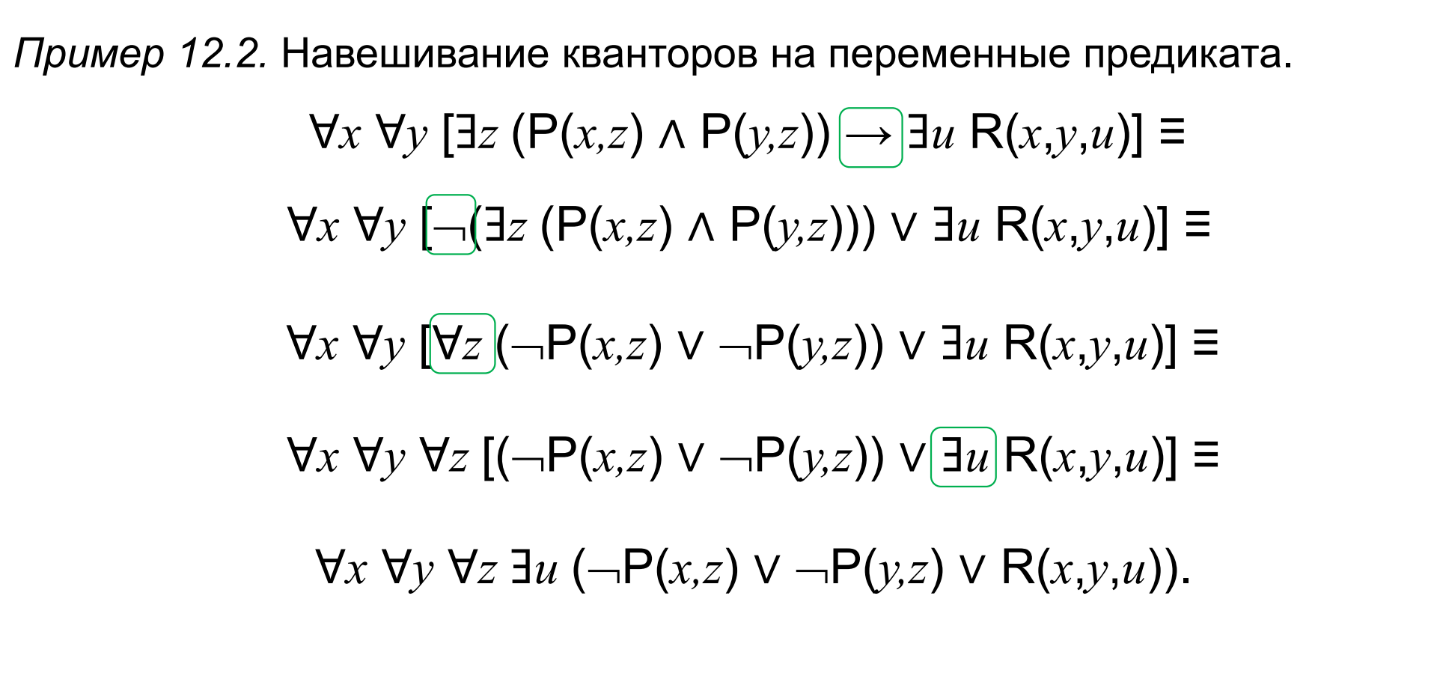 Пример 12.2. Навешивание кванторов на переменные предиката.
∀x ∀y [∃z (P(x,z) ∧ P(y,z)) → ∃u R(x,y,u)] ≡
∀x ∀y [¬(∃z (P(x,z) ∧ P(y,z))) ∨ ∃u R(x,y,u)] ≡
∀x ∀y [∀z (¬P(x,z) ∨ ¬P(y,z)) ∨ ∃u R(x,y,u)] ≡
∀x ∀y ∀z [(¬P(x,z) ∨ ¬P(y,z)) ∨ ∃u R(x,y,u)] ≡
∀x ∀y ∀z ∃u (¬P(x,z) ∨ ¬P(y,z) ∨ R(x,y,u)).